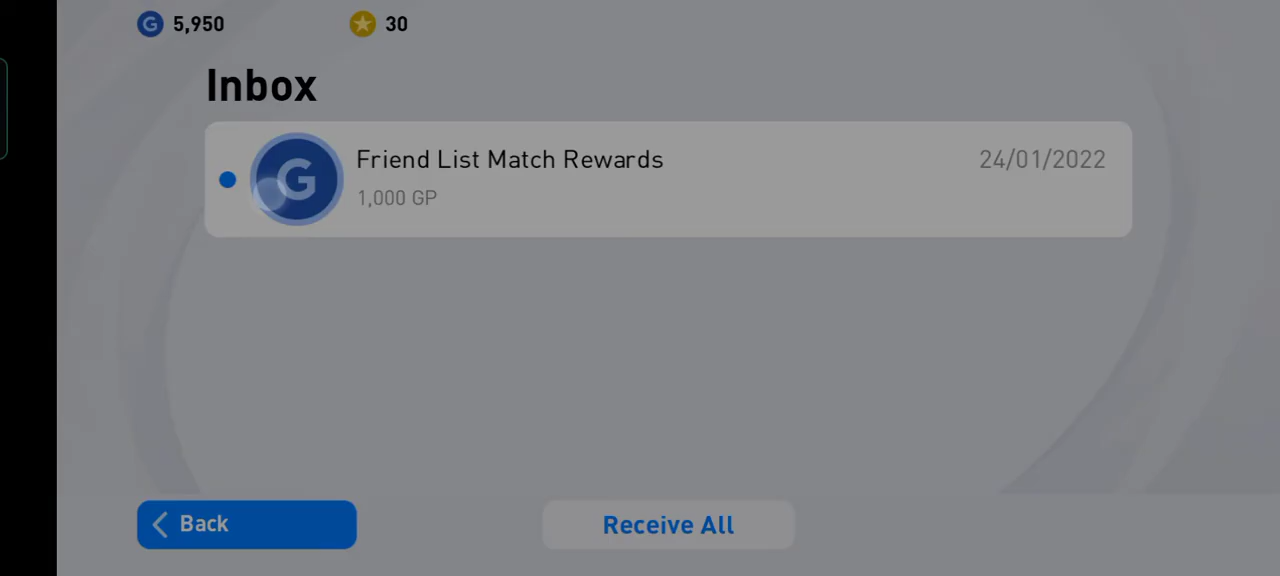 G 5,950 30
Inbox
G
Friend List Match Rewards 24/01/2022
1,000 GP
Back Receive All